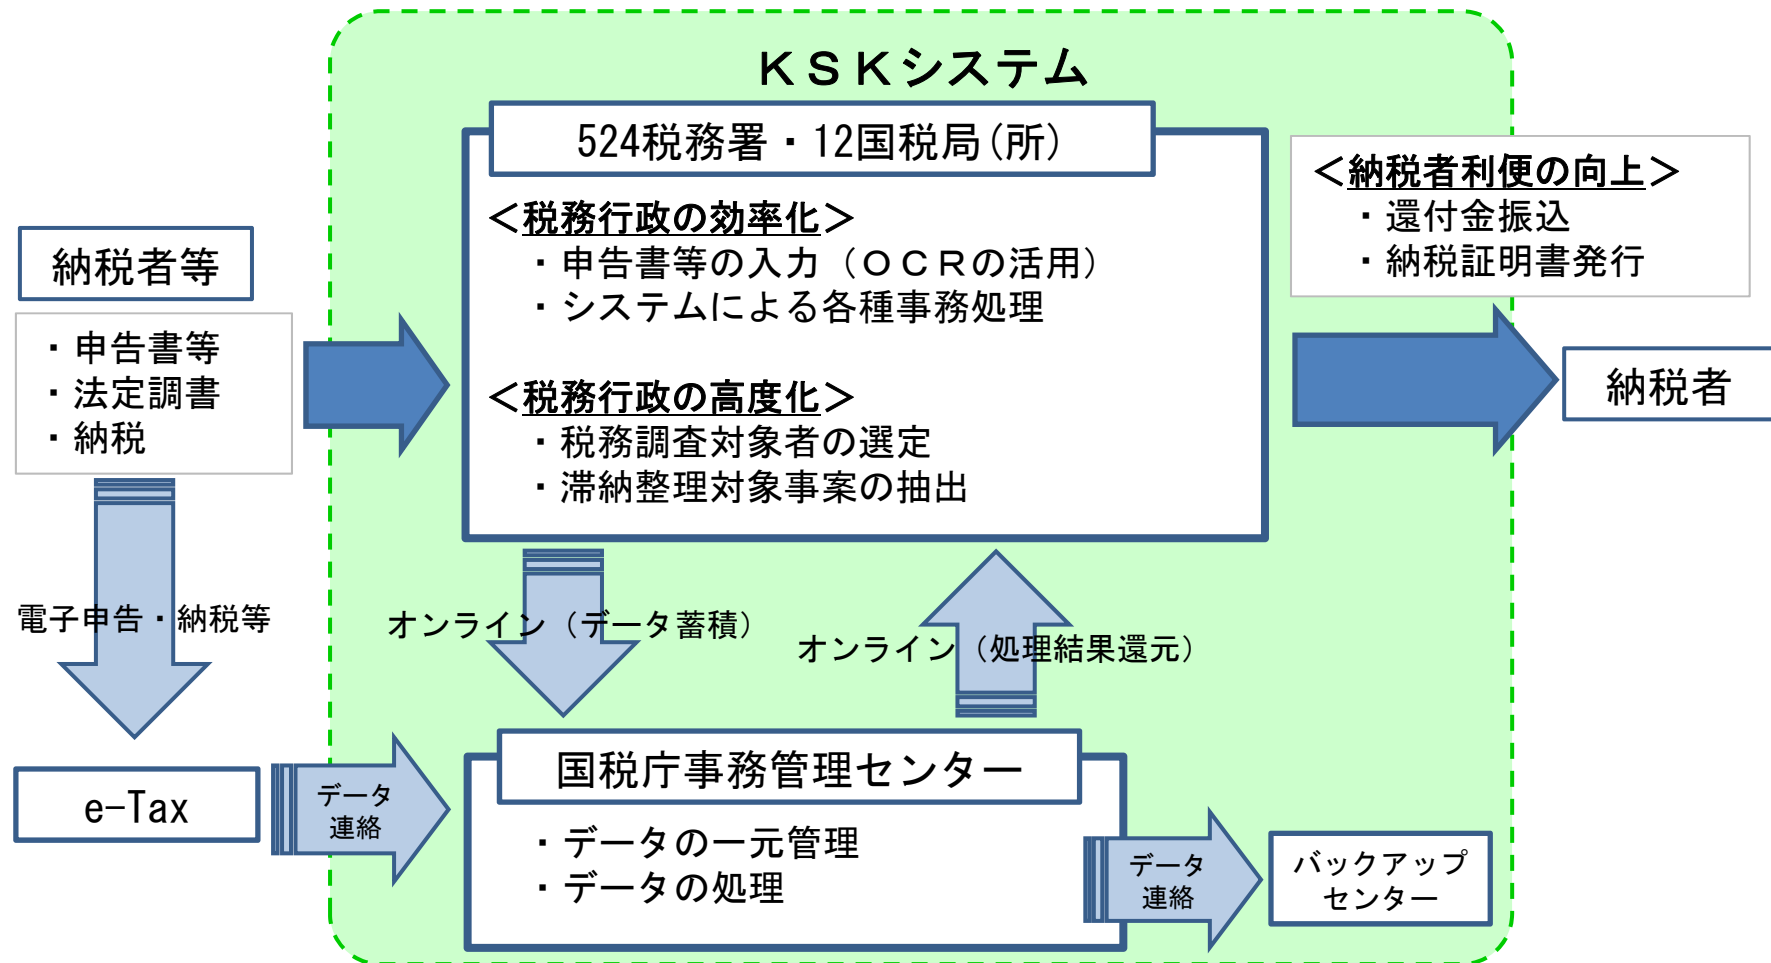 ＫＳＫシステム
524税務署・12国税局(所)
＜税務行政の効率化＞
・申告書等の入力（ＯＣＲの活用）
・システムによる各種事務処理
＜税務行政の高度化＞
・税務調査対象者の選定
・滞納整理対象事案の抽出
＜納税者利便の向上＞
・還付金振込
・納税証明書発行
納税者等
・申告書等
・法定調書
・納税
納税者
電子申告・納税等
オンライン（データ蓄積）
オンライン（処理結果還元）
e-Tax
データ
連絡
国税庁事務管理センター
・データの一元管理
・データの処理
データ
連絡
バックアップ
センター